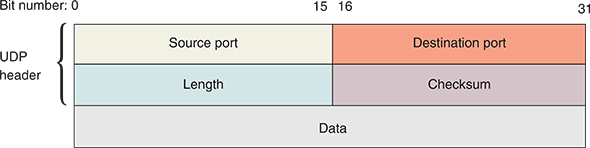 Bit number: 0 15 16 31
Source port Destination port
UDP
header
Length Checksum
Data